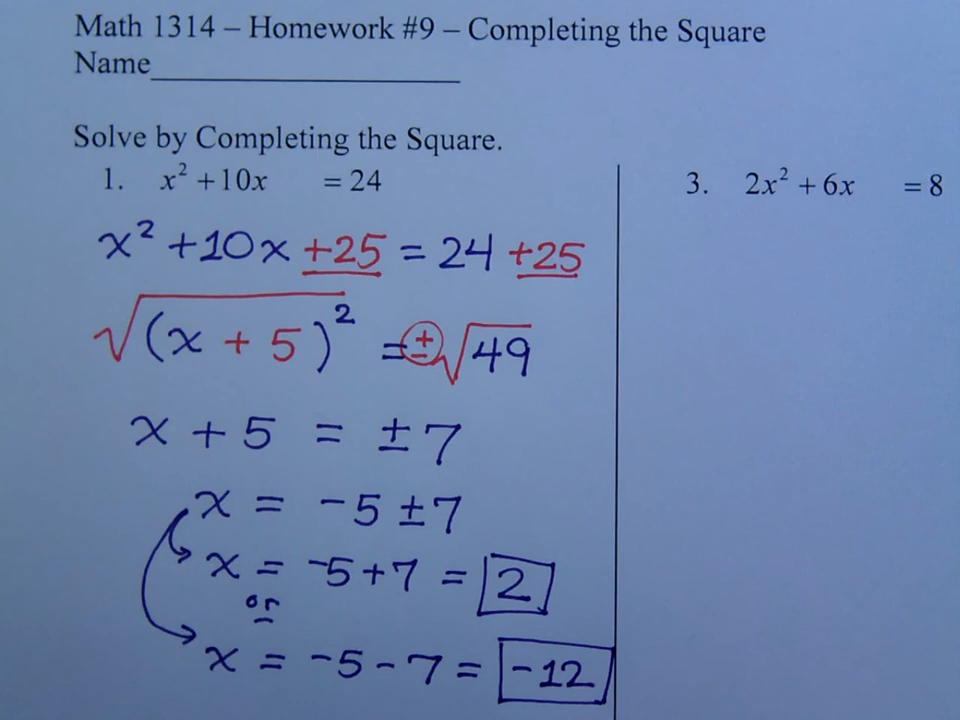 Math 1314 – Homework #9 – Completing the Square
Name____________________
Solve by Completing the Square.
1. x² + 10x = 24
x² + 10x + 25 = 24 + 25
√(x + 5)² = ± √49
x + 5 = ± 7
x = -5 ± 7
x = -5 + 7 = 2
or
x = -5 - 7 = -12
3. 2x² + 6x = 8